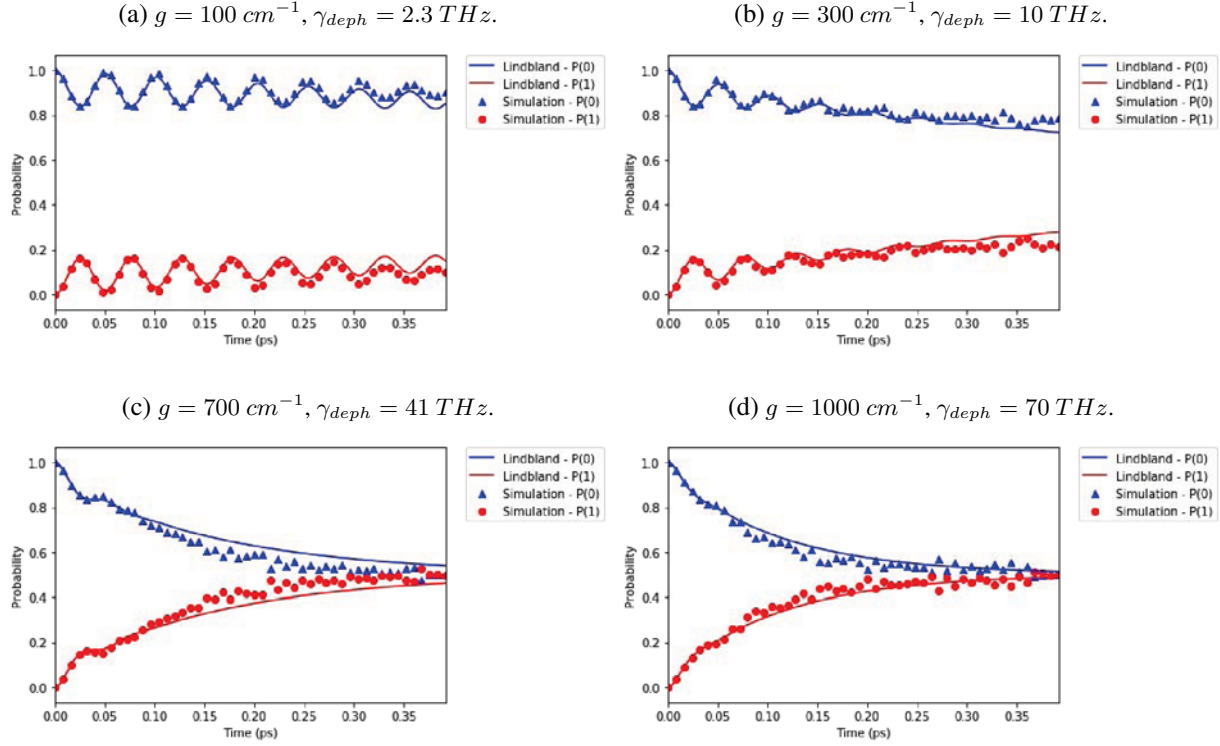 (a) g = 100 cm⁻¹, γ_deph = 2.3 THz.
1.0
0.8
0.6
0.4
0.2
0.0
Probability
0.00 0.05 0.10 0.15 0.20 0.25 0.30 0.35
Time (ps)
Lindbland - P(0)
Lindbland - P(1)
Simulation - P(0)
Simulation - P(1)
(b) g = 300 cm⁻¹, γ_deph = 10 THz.
1.0
0.8
0.6
0.4
0.2
0.0
Probability
0.00 0.05 0.10 0.15 0.20 0.25 0.30 0.35
Time (ps)
Lindbland - P(0)
Lindbland - P(1)
Simulation - P(0)
Simulation - P(1)
(c) g = 700 cm⁻¹, γ_deph = 41 THz.
1.0
0.8
0.6
0.4
0.2
0.0
Probability
0.00 0.05 0.10 0.15 0.20 0.25 0.30 0.35
Time (ps)
Lindbland - P(0)
Lindbland - P(1)
Simulation - P(0)
Simulation - P(1)
(d) g = 1000 cm⁻¹, γ_deph = 70 THz.
1.0
0.8
0.6
0.4
0.2
0.0
Probability
0.00 0.05 0.10 0.15 0.20 0.25 0.30 0.35
Time (ps)
Lindbland - P(0)
Lindbland - P(1)
Simulation - P(0)
Simulation - P(1)